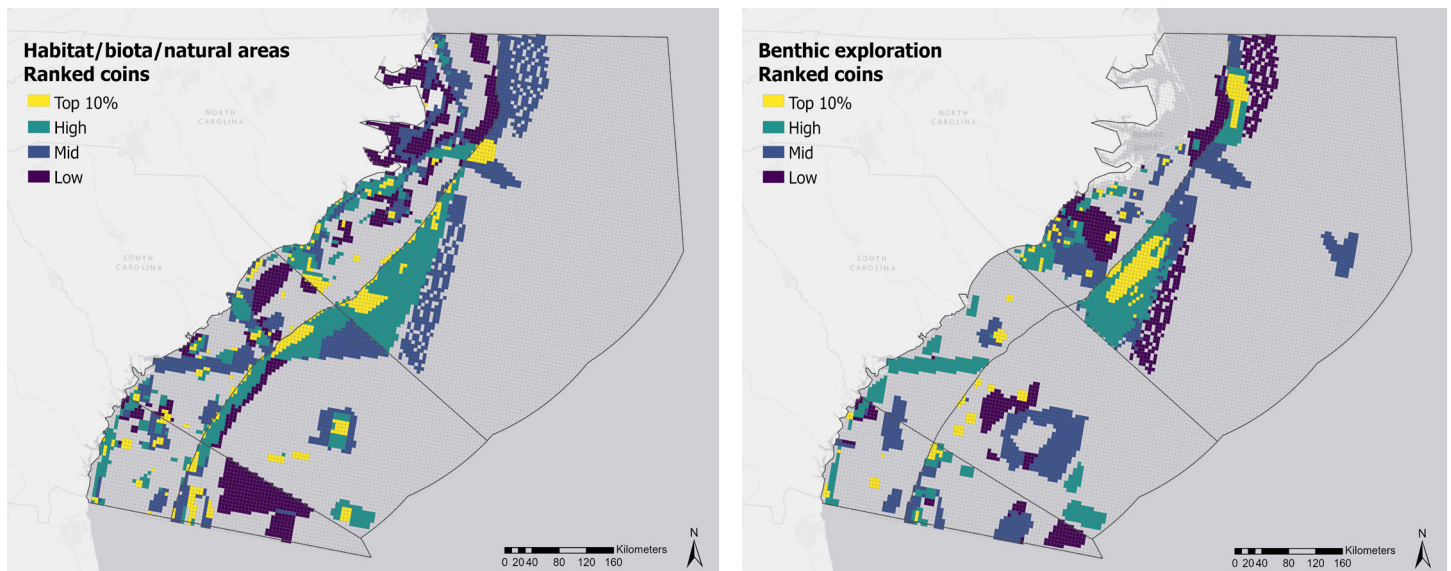 Habitat/biota/natural areas
Ranked coins
Top 10%
High
Mid
Low
NORTH
CAROLINA
SOUTH
CAROLINA
N
Kilometers
0 20 40 80 120 160
Benthic exploration
Ranked coins
Top 10%
High
Mid
Low
NORTH
CAROLINA
Pamlico
Sound
SOUTH
CAROLINA
N
Kilometers
0 20 40 80 120 160